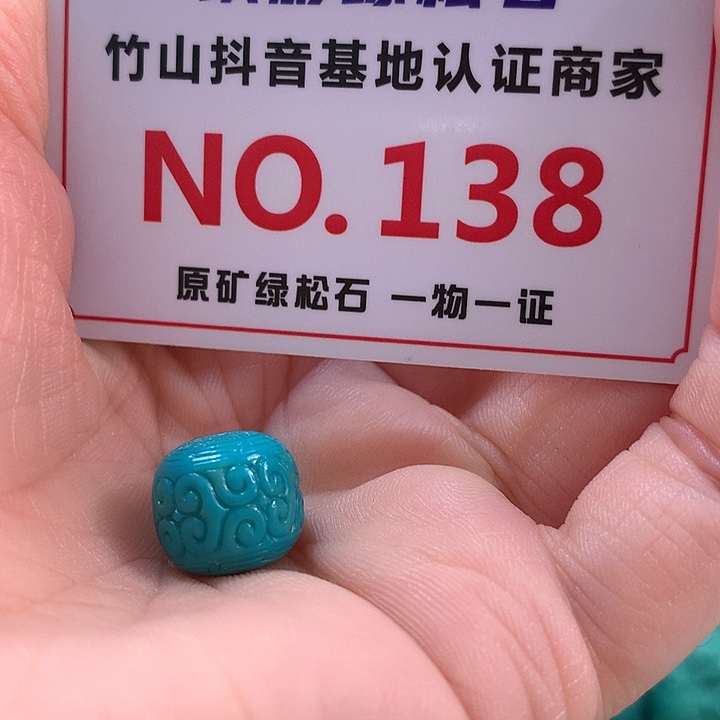 竹山抖音基地认证商家
NO.138
原矿绿松石 一物一证